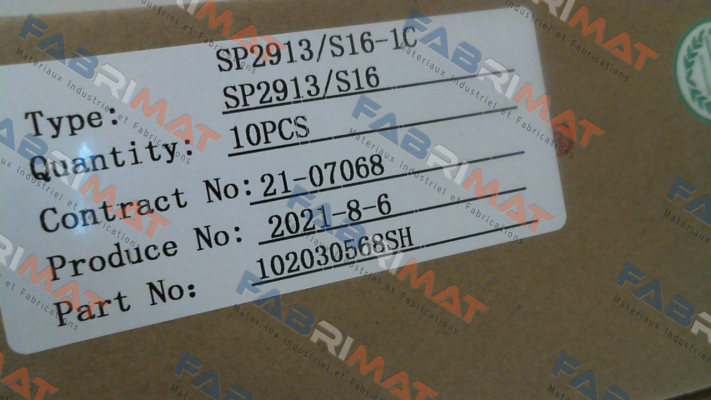 SP2913/S16-1C
Type: SP2913/S16
Quantity: 10PCS
Contract No: 21-07068
Produce No: 2021-8-6
Part No: 102030568SH
FABRIMAT
Materiaux Industriel et Fabrications